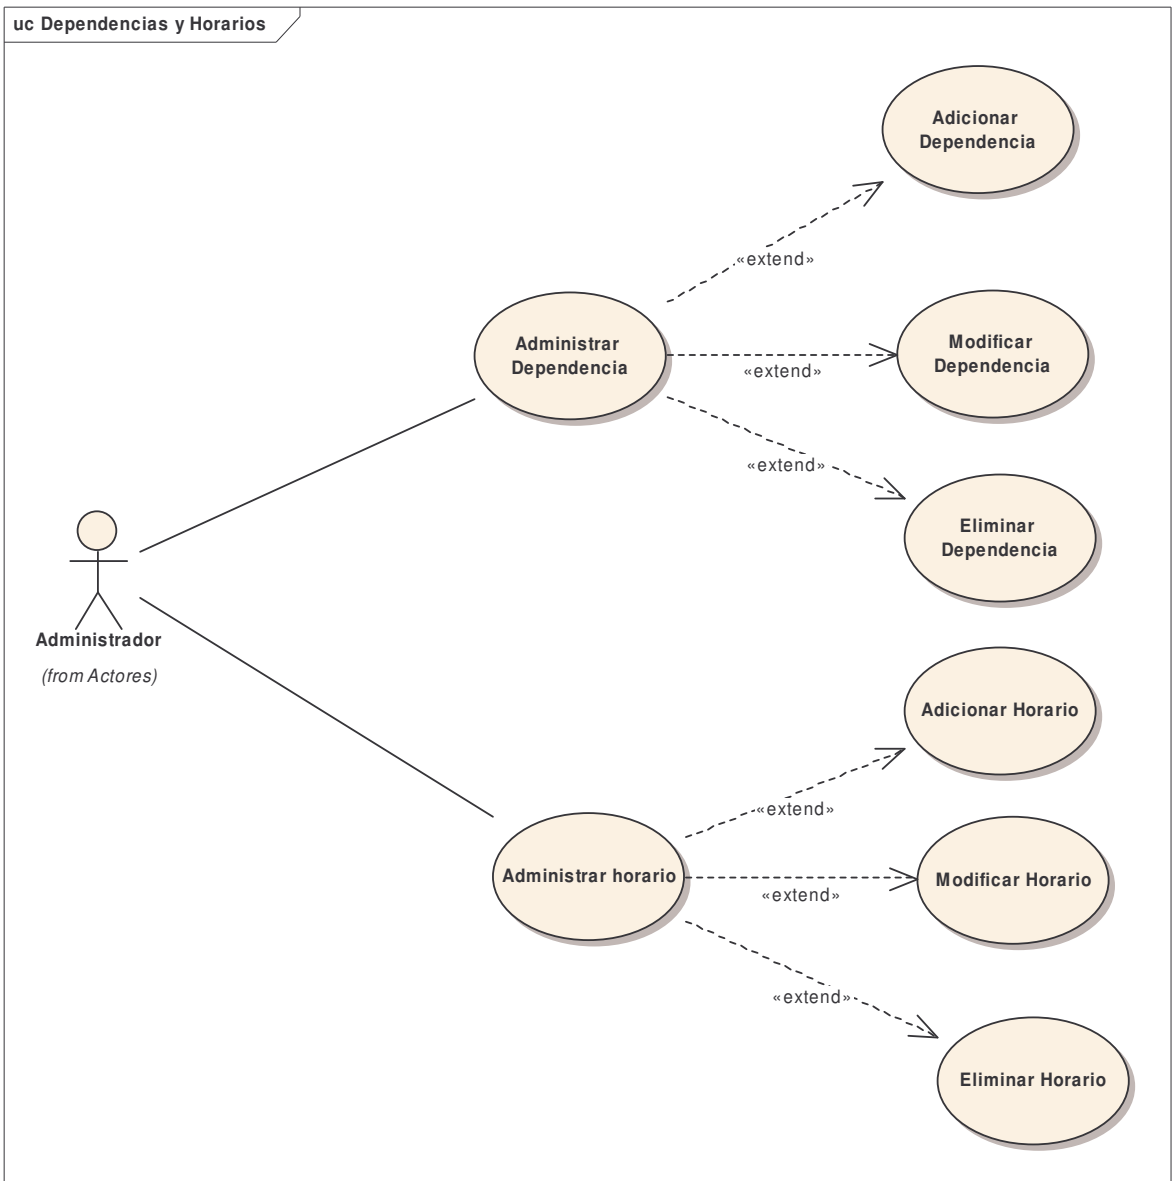 uc Dependencias y Horarios
Adicionar
Dependencia
«extend»
Administrar
Dependencia
Modificar
Dependencia
«extend»
«extend»
Eliminar
Dependencia
Administrador
(from Actores)
Adicionar Horario
«extend»
Administrar horario
Modificar Horario
«extend»
«extend»
Eliminar Horario